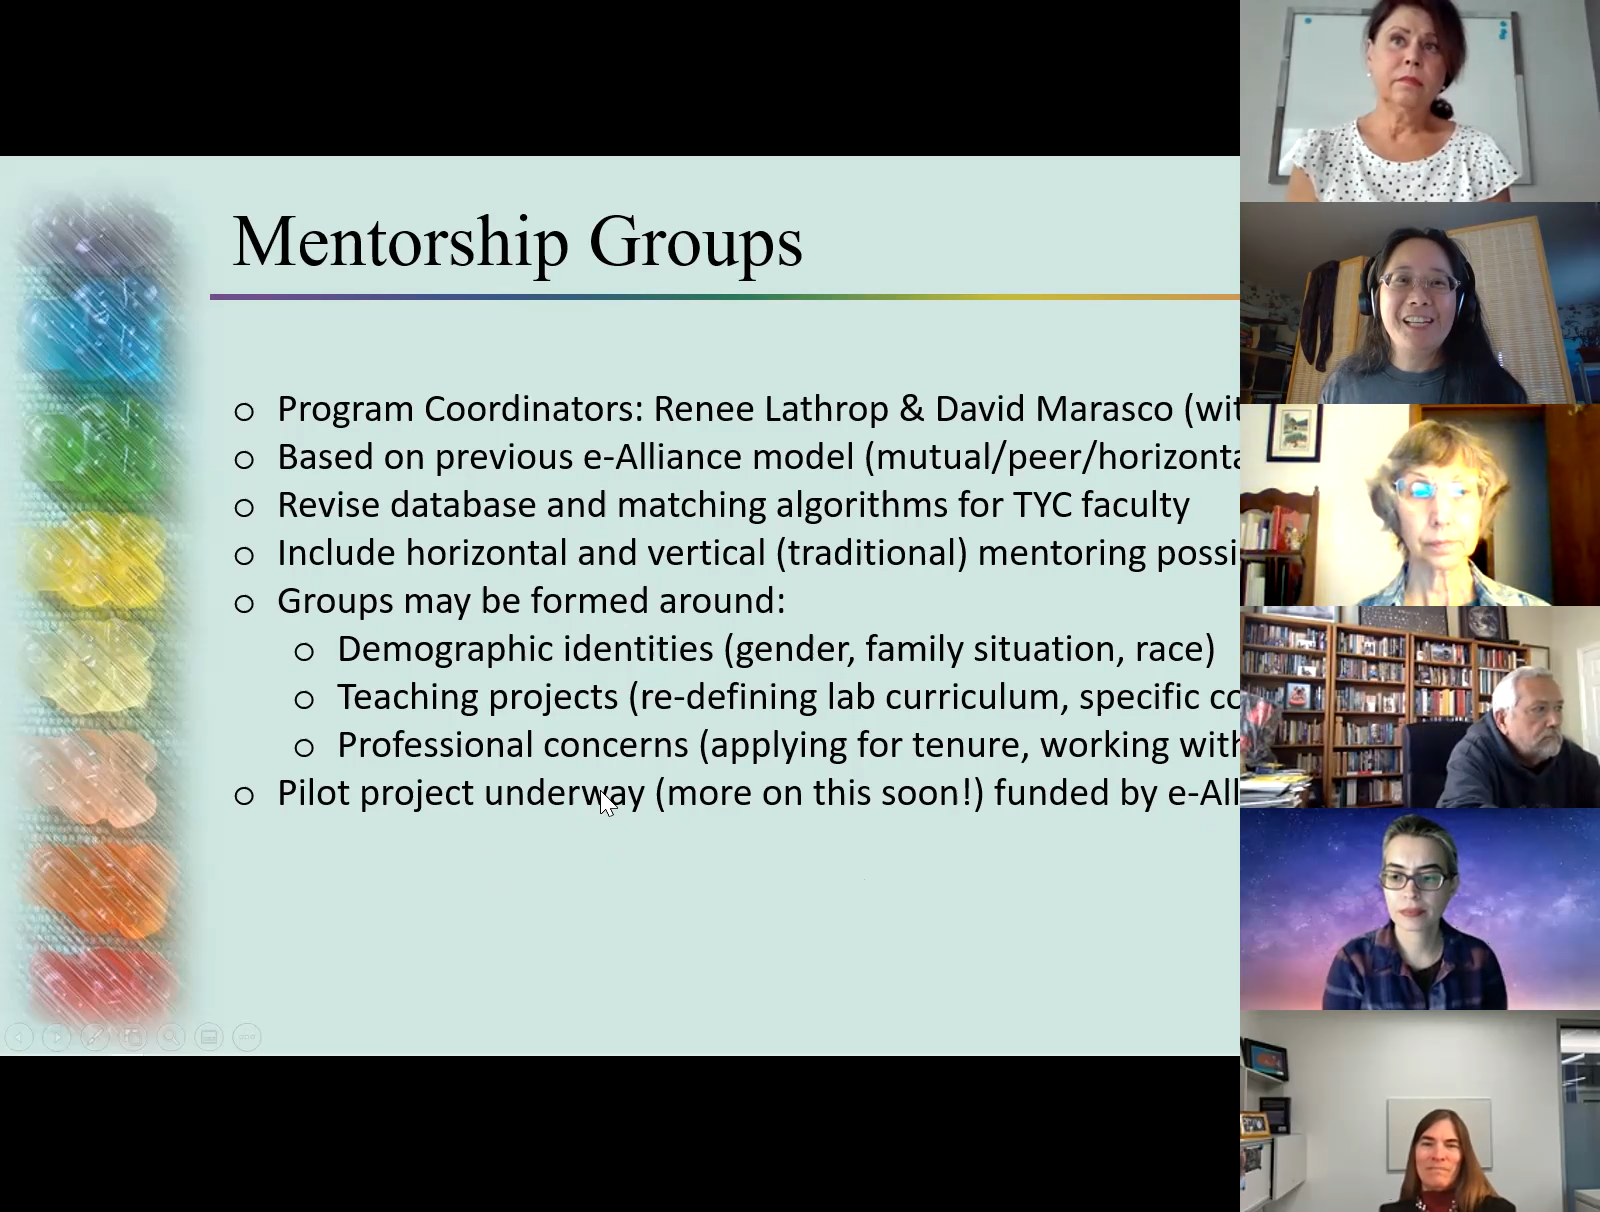 Mentorship Groups
Program Coordinators: Renee Lathrop & David Marasco (wit
Based on previous e-Alliance model (mutual/peer/horizonta
Revise database and matching algorithms for TYC faculty
Include horizontal and vertical (traditional) mentoring possi
Groups may be formed around:
Demographic identities (gender, family situation, race)
Teaching projects (re-defining lab curriculum, specific co
Professional concerns (applying for tenure, working with
Pilot project underway (more on this soon!) funded by e-All